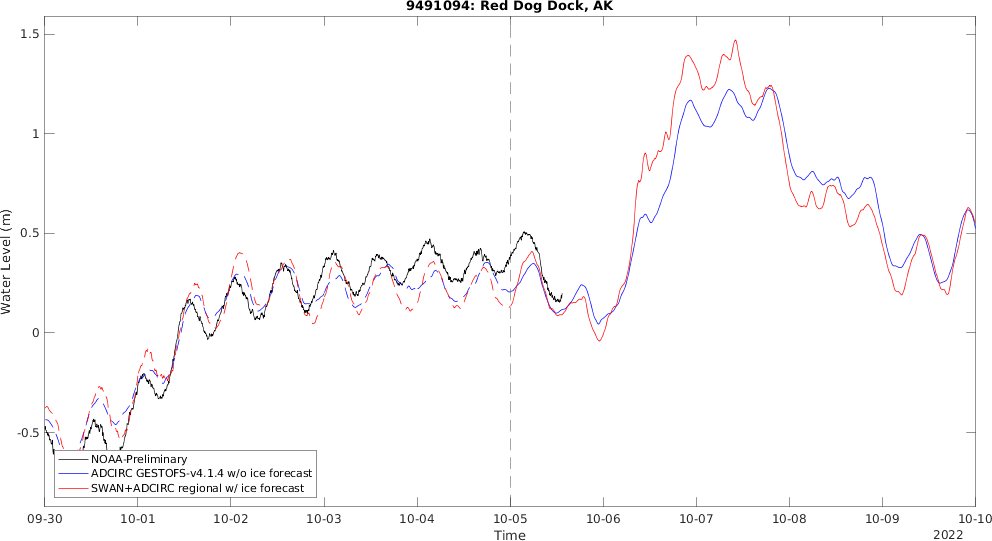 9491094: Red Dog Dock, AK
1.5
1
0.5
0
-0.5
Water Level (m)
NOAA-Preliminary
ADCIRC GESTOFS-v4.1.4 w/o ice forecast
SWAN+ADCIRC regional w/ ice forecast
09-30 10-01 10-02 10-03 10-04 10-05 10-06 10-07 10-08 10-09 10-10
Time
2022